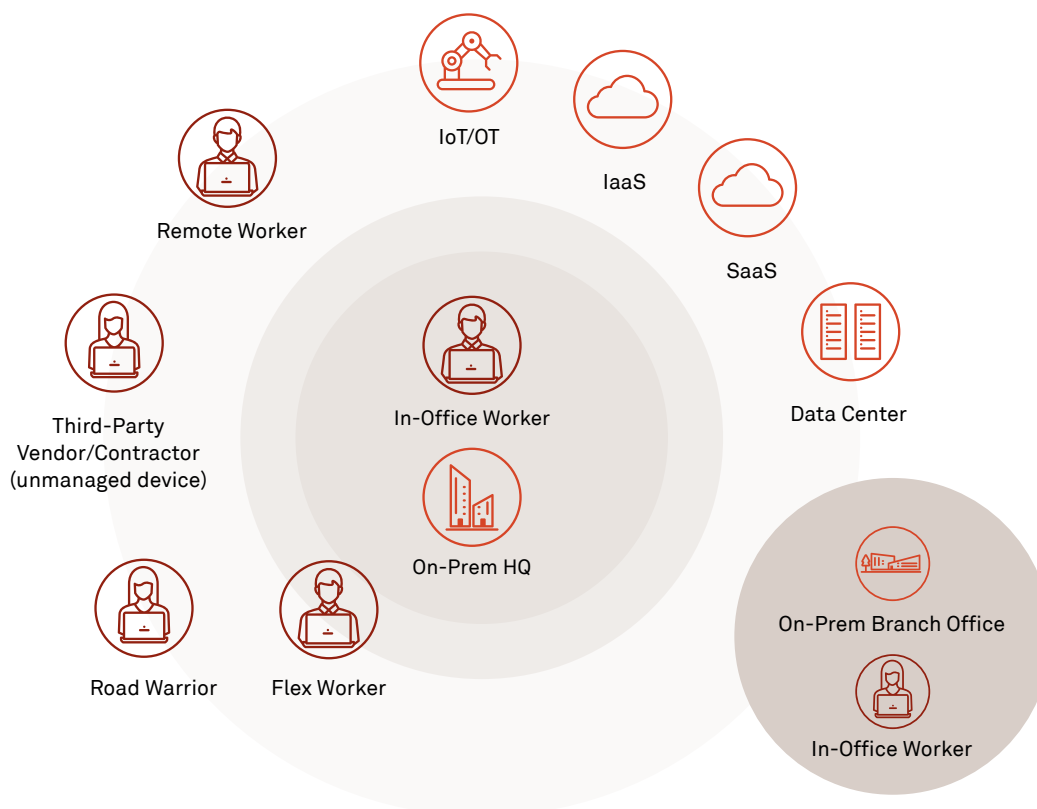 IoT/OT
IaaS
Remote Worker
SaaS
In-Office Worker
Data Center
Third-Party
Vendor/Contractor
(unmanaged device)
On-Prem HQ
On-Prem Branch Office
Road Warrior
Flex Worker
In-Office Worker